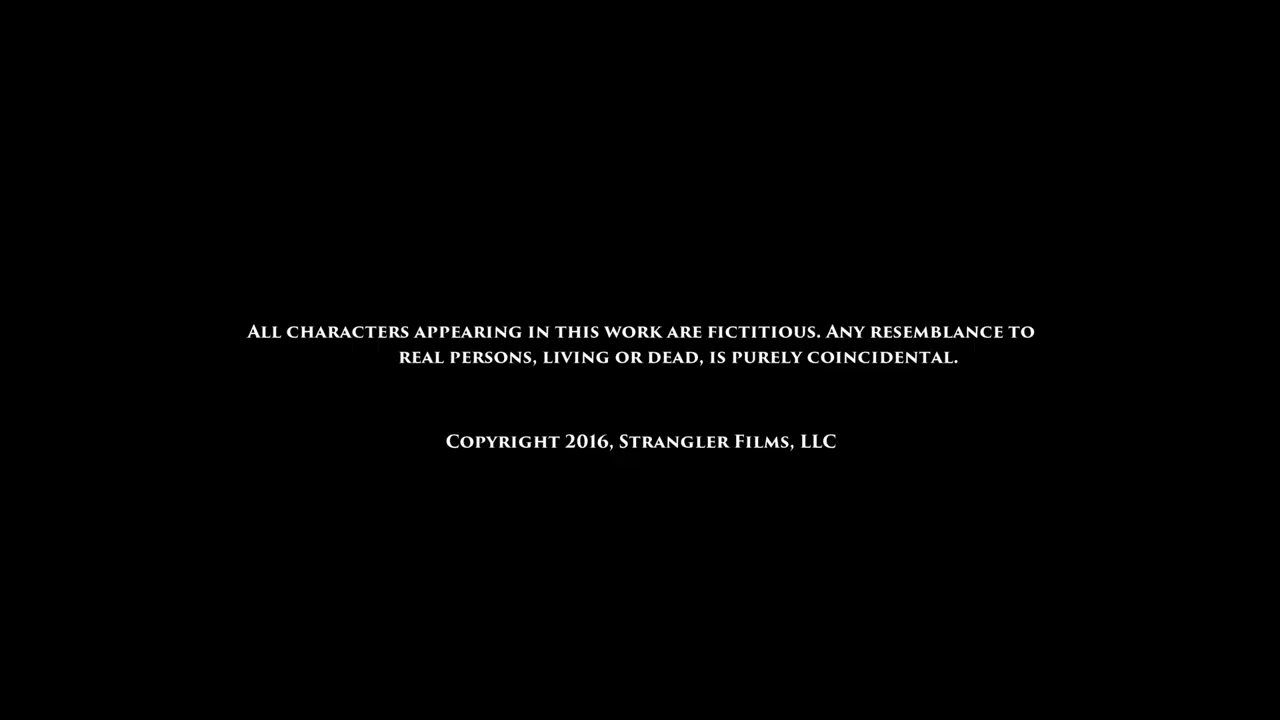 All characters appearing in this work are fictitious. Any resemblance to
real persons, living or dead, is purely coincidental.
Copyright 2016, Strangler Films, LLC